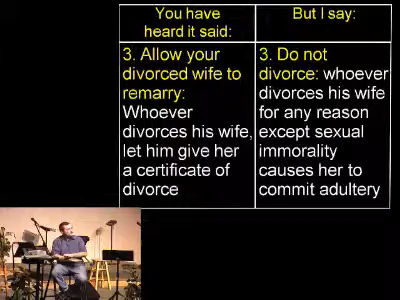 You have
heard it said:
But I say:
3. Allow your
divorced wife to
remarry:
Whoever
divorces his wife,
let him give her
a certificate of
divorce
3. Do not
divorce: whoever
divorces his wife
for any reason
except sexual
immorality
causes her to
commit adultery